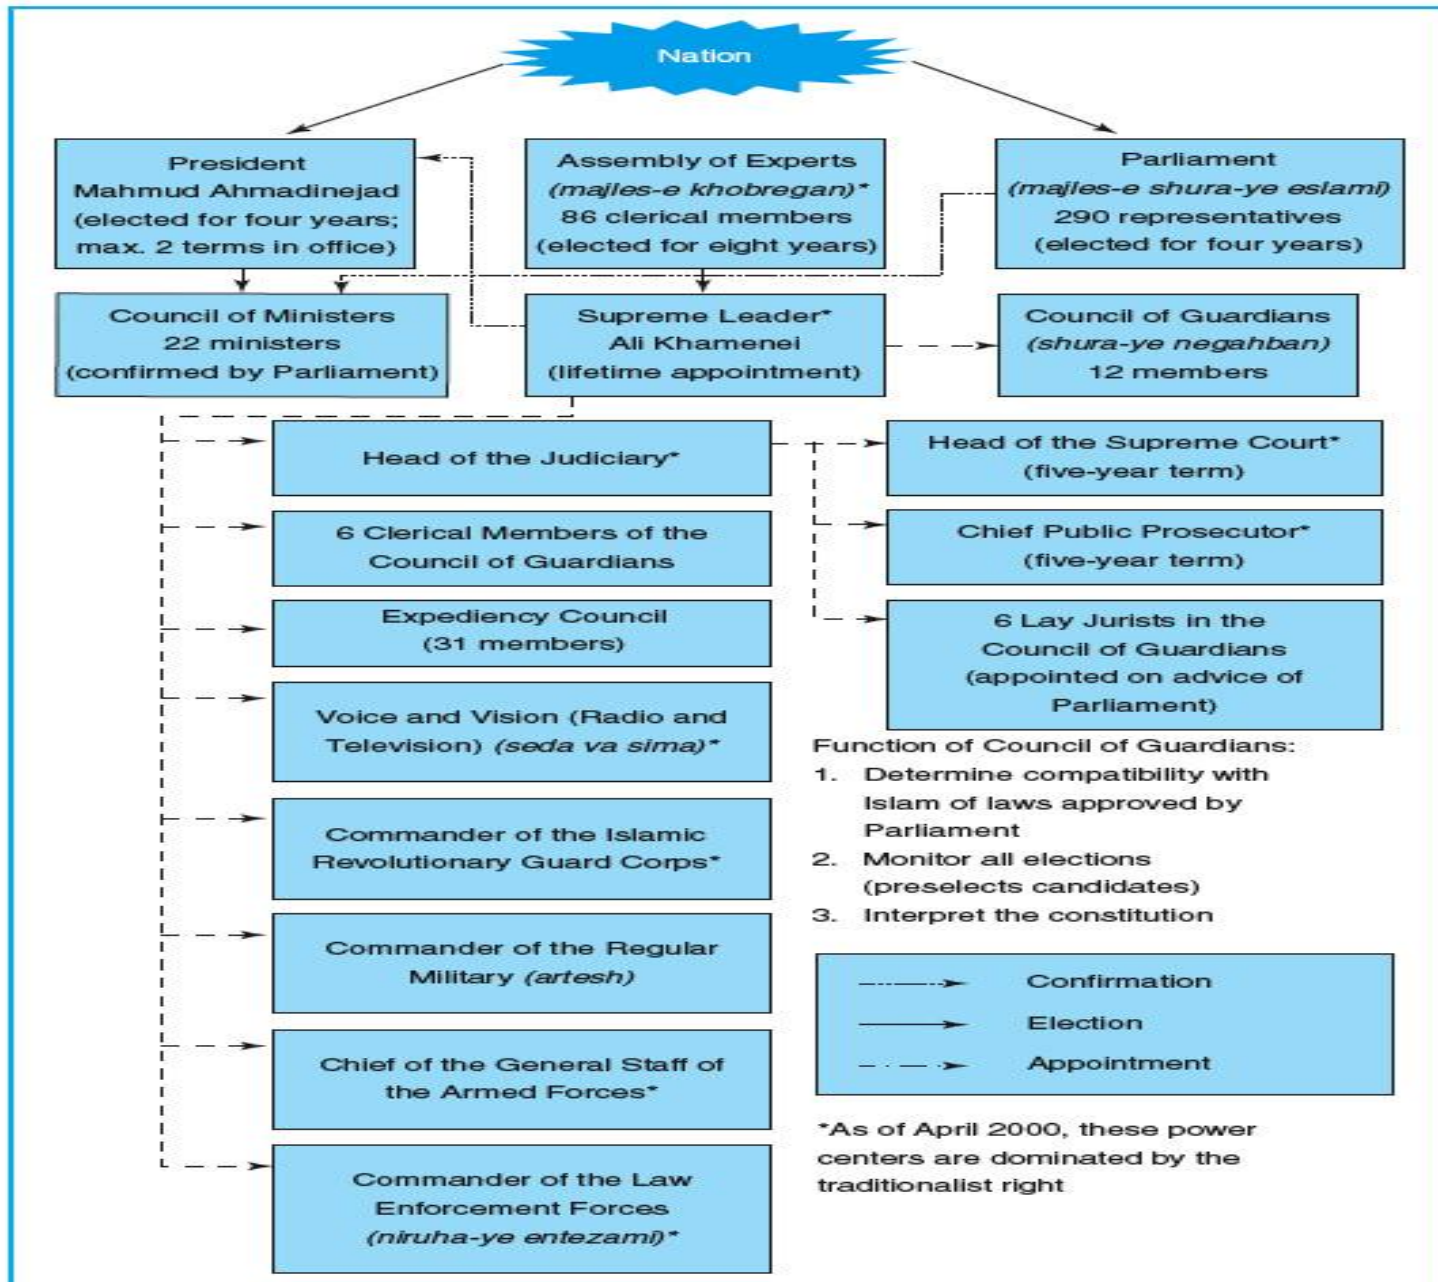 Nation
President
Mahmud Ahmadinejad
(elected for four years;
max. 2 terms in office)
Assembly of Experts
(majles-e khobregan)*
86 clerical members
(elected for eight years)
Parliament
(majles-e shura-ye eslami)
290 representatives
(elected for four years)
Council of Ministers
22 ministers
(confirmed by Parliament)
Supreme Leader*
Ali Khamenei
(lifetime appointment)
Council of Guardians
(shura-ye negahban)
12 members
Head of the Judiciary*
6 Clerical Members of the
Council of Guardians
Expediency Council
(31 members)
Voice and Vision (Radio and
Television) (seda va sima)*
Commander of the Islamic
Revolutionary Guard Corps*
Commander of the Regular
Military (artesh)
Chief of the General Staff of
the Armed Forces*
Commander of the Law
Enforcement Forces
(niruha-ye entezami)*
Head of the Supreme Court*
(five-year term)
Chief Public Prosecutor*
(five-year term)
6 Lay Jurists in the
Council of Guardians
(appointed on advice of
Parliament)
Function of Council of Guardians:
1. Determine compatibility with
Islam of laws approved by
Parliament
2. Monitor all elections
(preselects candidates)
3. Interpret the constitution
Confirmation
Election
Appointment
*As of April 2000, these power
centers are dominated by the
traditionalist right